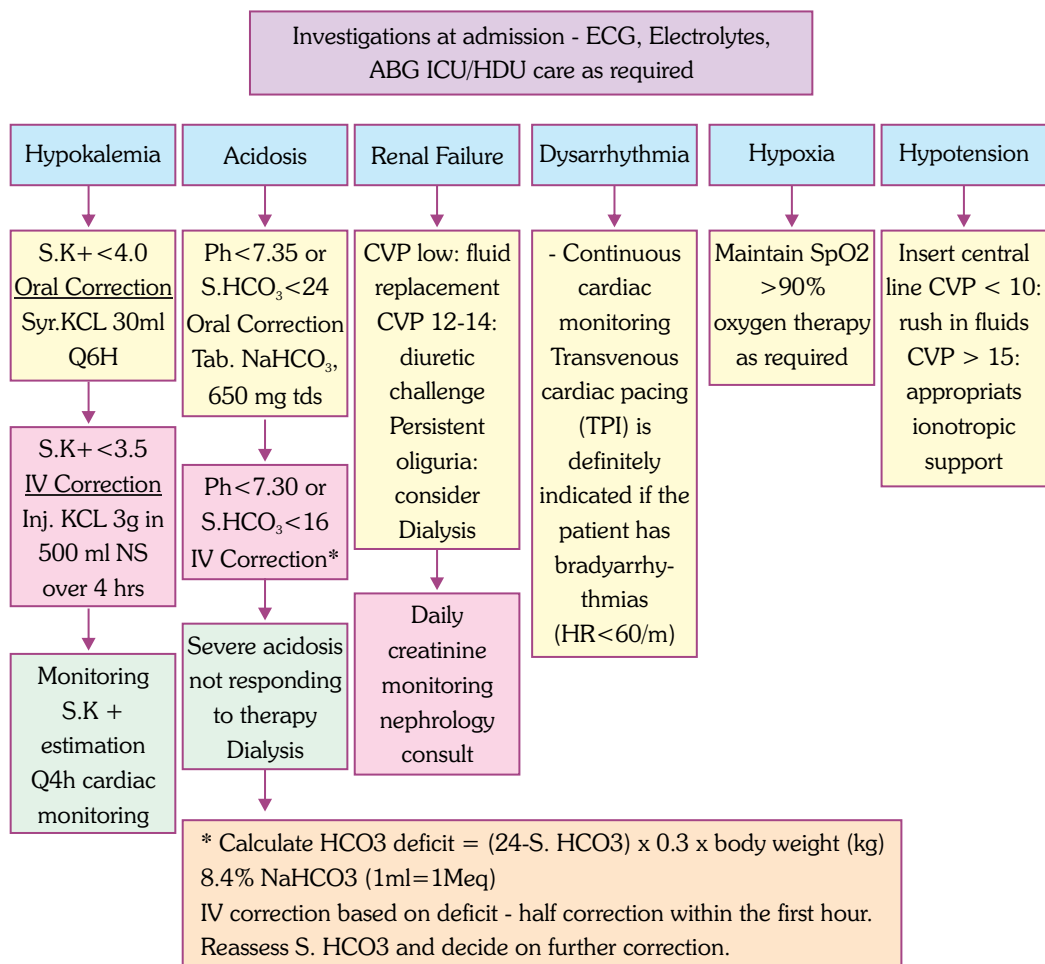 Investigations at admission - ECG, Electrolytes,
ABG ICU/HDU care as required
Hypokalemia
S.K+<4.0
Oral Correction
Syr.KCL 30ml
Q6H
S.K+<3.5
IV Correction
Inj. KCL 3g in
500 ml NS
over 4 hrs
Monitoring
S.K +
estimation
Q4h cardiac
monitoring
Acidosis
Ph<7.35 or
S.HCO₃<24
Oral Correction
Tab. NaHCO₃,
650 mg tds
Ph<7.30 or
S.HCO₃<16
IV Correction*
Severe acidosis
not responding
to therapy
Dialysis
Renal Failure
CVP low: fluid
replacement
CVP 12-14:
diuretic
challenge
Persistent
oliguria:
consider
Dialysis
Daily
creatinine
monitoring
nephrology
consult
Dysarrhythmia
- Continuous
cardiac
monitoring
Transvenous
cardiac pacing
(TPI) is
definitely
indicated if the
patient has
bradyarrhy-
thmias
(HR<60/m)
Hypoxia
Maintain SpO2
>90%
oxygen therapy
as required
Hypotension
Insert central
line CVP < 10:
rush in fluids
CVP > 15:
appropriats
ionotropic
support
* Calculate HCO3 deficit = (24-S. HCO3) x 0.3 x body weight (kg)
8.4% NaHCO3 (1ml=1Meq)
IV correction based on deficit - half correction within the first hour.
Reassess S. HCO3 and decide on further correction.